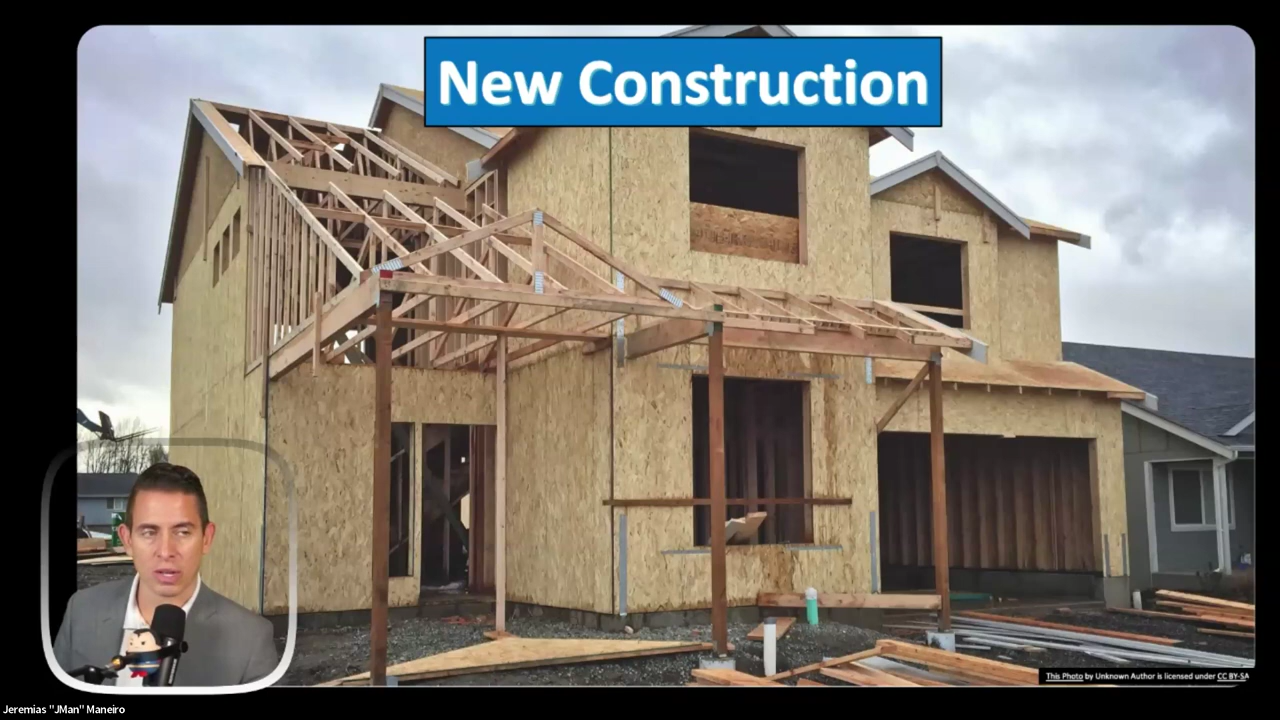 New Construction
This Photo by Unknown Author is licensed under CC BY-SA
Jeremias "JMan" Maneiro